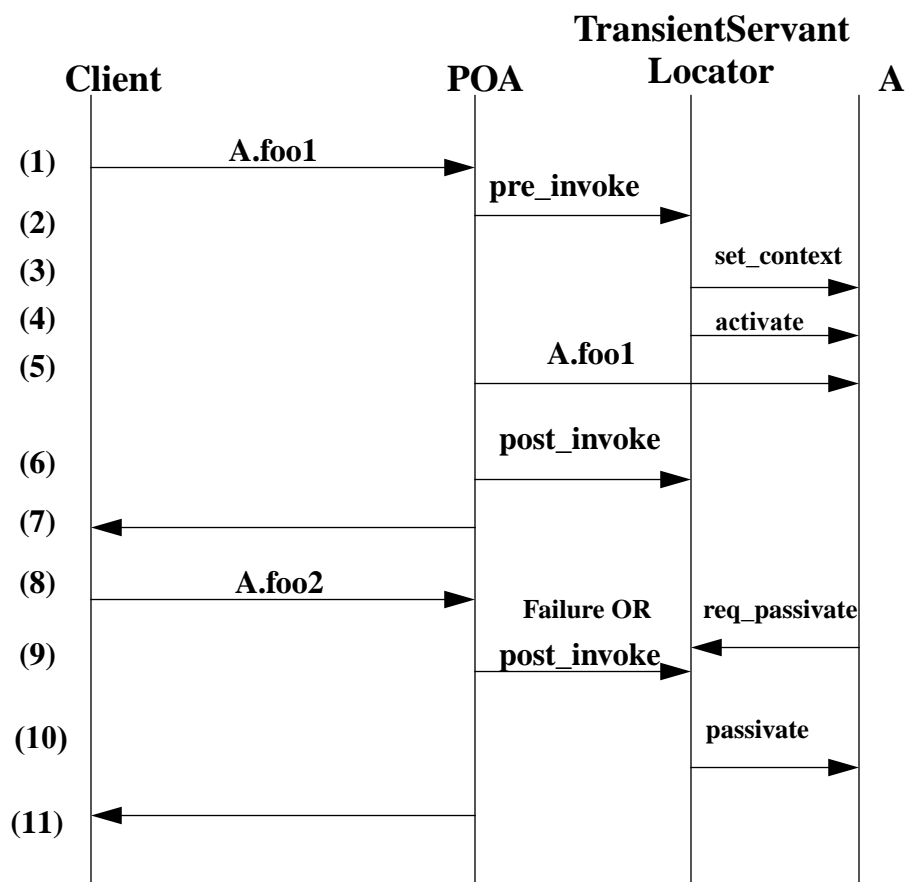 TransientServant
Client
POA
Locator
A
(1)
A.foo1
pre_invoke
(2)
set_context
(3)
(4)
activate
A.foo1
(5)
post_invoke
(6)
(7)
(8)
A.foo2
Failure OR
req_passivate
(9)
post_invoke
(10)
passivate
(11)